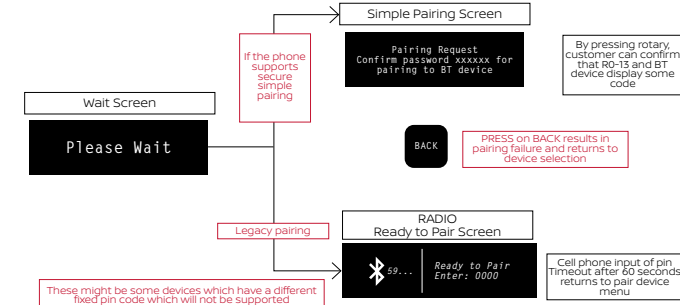 Simple Pairing Screen
If the phone
supports
secure
simple
pairing
Pairing Request
Confirm password xxxxxx for
pairing to BT device
By pressing rotary,
customer can confirm
that RO-13 and BT
device display some
code
Wait Screen
Please Wait
BACK
PRESS on BACK results in
pairing failure and returns to
device selection
Legacy pairing
RADIO
Ready to Pair Screen
59...
Ready to Pair
Enter: 0000
Cell phone input of pin
Timeout after 60 seconds
returns to pair device
menu
These might be some devices which have a different
fixed pin code which will not be supported